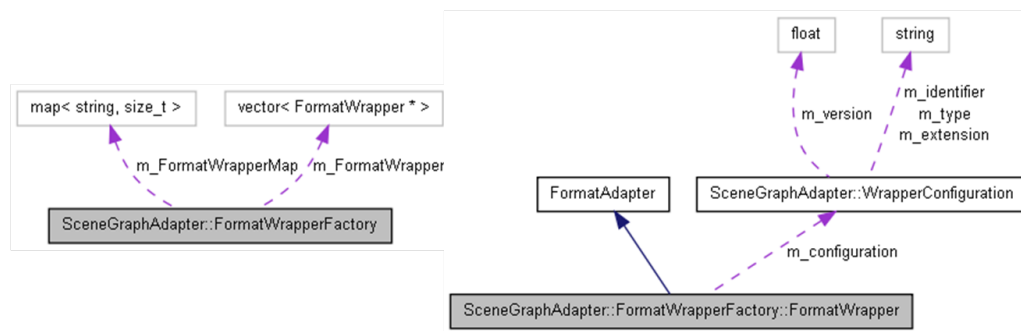 map< string, size_t >
vector< FormatWrapper * >
m_FormatWrapperMap
m_FormatWrapper
SceneGraphAdapter::FormatWrapperFactory
float
string
m_version
m_identifier
m_type
m_extension
FormatAdapter
SceneGraphAdapter::WrapperConfiguration
m_configuration
SceneGraphAdapter::FormatWrapperFactory::FormatWrapper